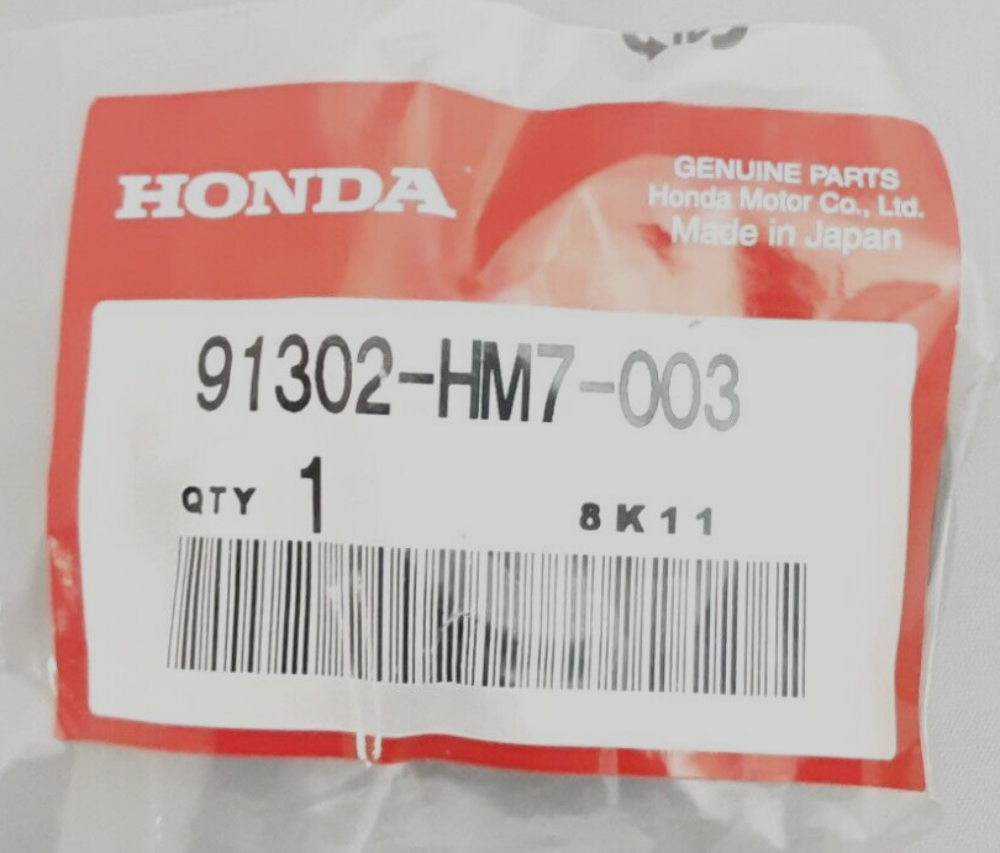 HONDA
GENUINE PARTS
Honda Motor Co., Ltd.
Made in Japan
91302-HM7-003
QTY 1
8K11